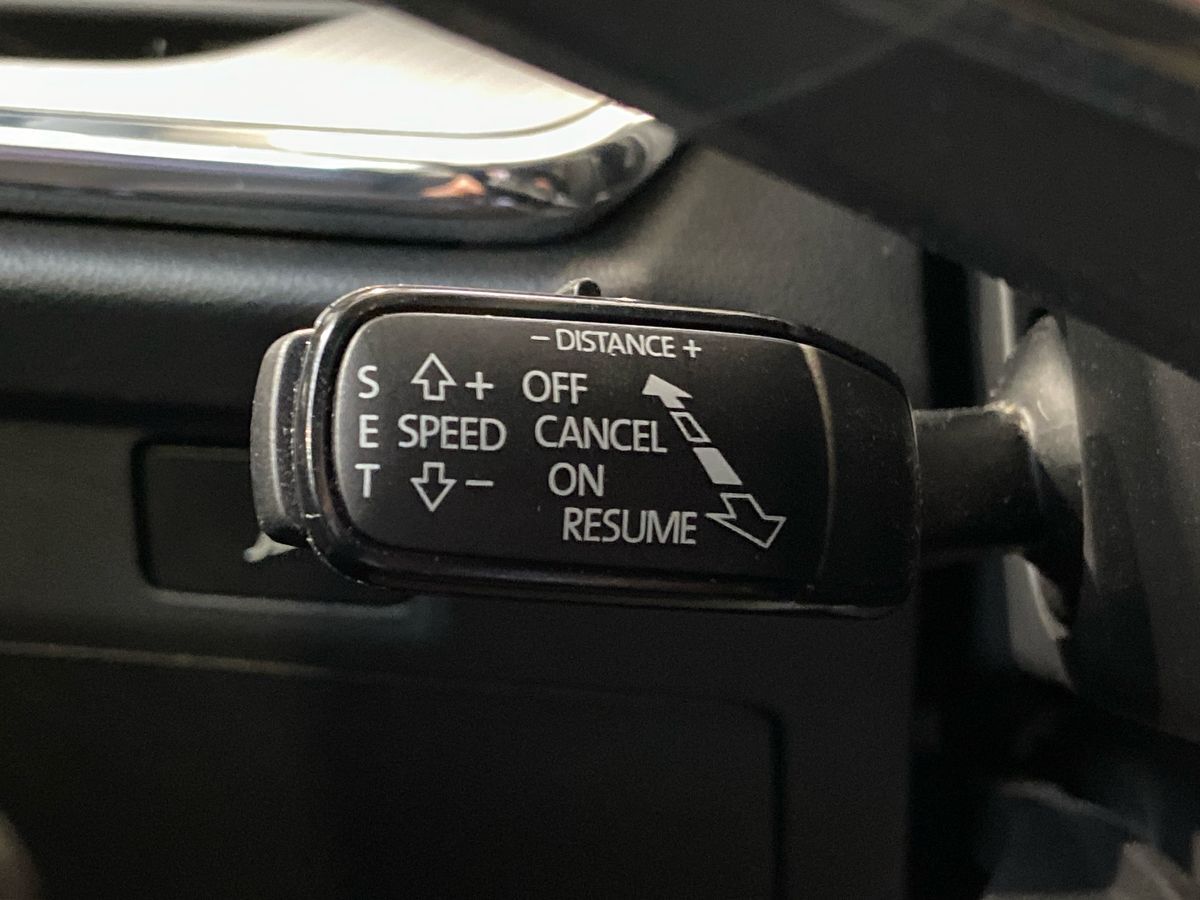 − DISTANCE +
S + OFF
E SPEED CANCEL
T − ON
RESUME